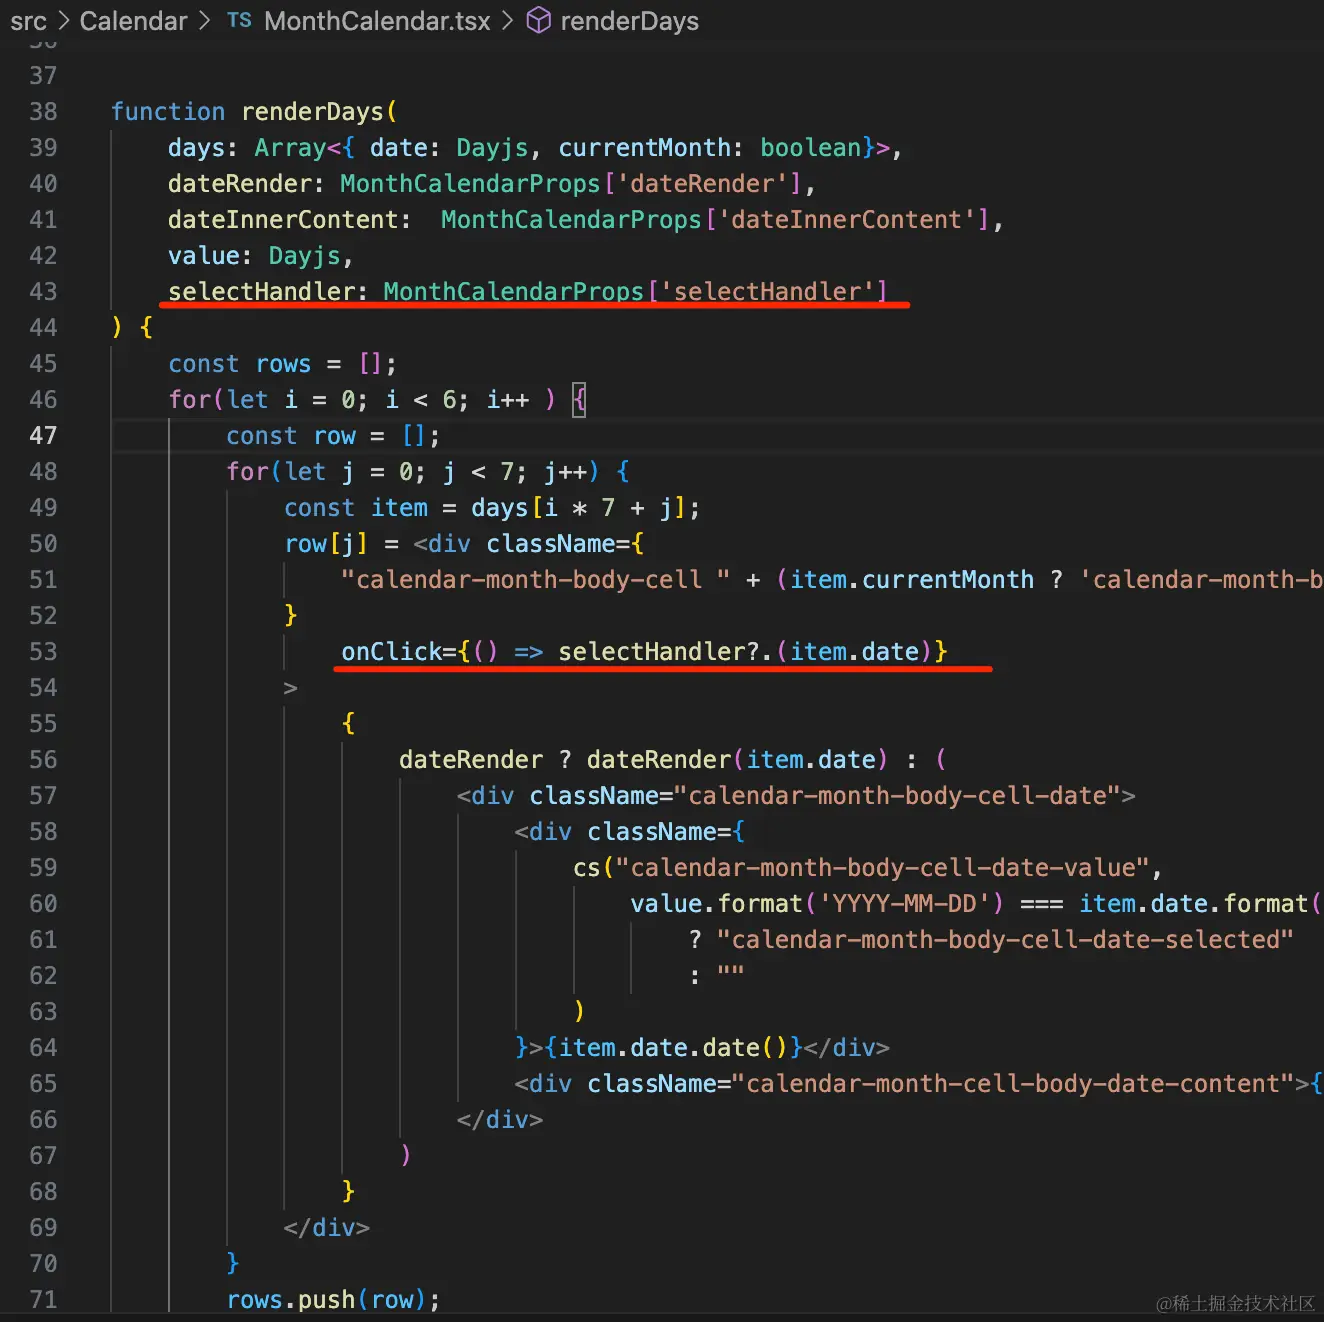 src > Calendar > TS MonthCalendar.tsx > renderDays
36
37
38 function renderDays(
39 days: Array<{ date: Dayjs, currentMonth: boolean}>,
40 dateRender: MonthCalendarProps['dateRender'],
41 dateInnerContent:  MonthCalendarProps['dateInnerContent'],
42 value: Dayjs,
43 selectHandler: MonthCalendarProps['selectHandler']
44 ) {
45 const rows = [];
46 for(let i = 0; i < 6; i++ ) {
47 const row = [];
48 for(let j = 0; j < 7; j++) {
49 const item = days[i * 7 + j];
50 row[j] = <div className={
51 "calendar-month-body-cell " + (item.currentMonth ? 'calendar-month-b
52 }
53 onClick={() => selectHandler?.(item.date)}
54 >
55 {
56 dateRender ? dateRender(item.date) : (
57 <div className="calendar-month-body-cell-date">
58 <div className={
59 cs("calendar-month-body-cell-date-value",
60 value.format('YYYY-MM-DD') === item.date.format(
61 ? "calendar-month-body-cell-date-selected"
62 : ""
63 )
64 }>{item.date.date()}</div>
65 <div className="calendar-month-cell-body-date-content">{
66 </div>
67 )
68 }
69 </div>
70 }
71 rows.push(row);
@稀土掘金技术社区